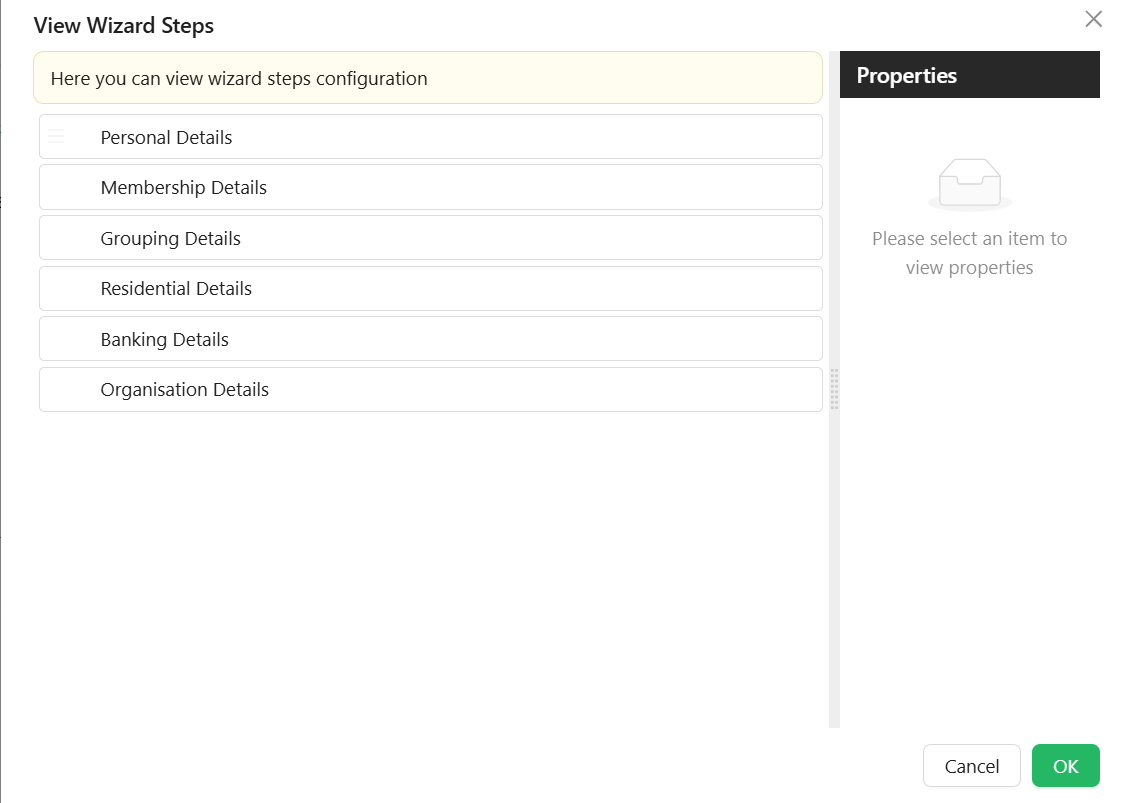 View Wizard Steps
Here you can view wizard steps configuration
Personal Details
Membership Details
Grouping Details
Residential Details
Banking Details
Organisation Details
Properties
Please select an item to
view properties
Cancel
OK